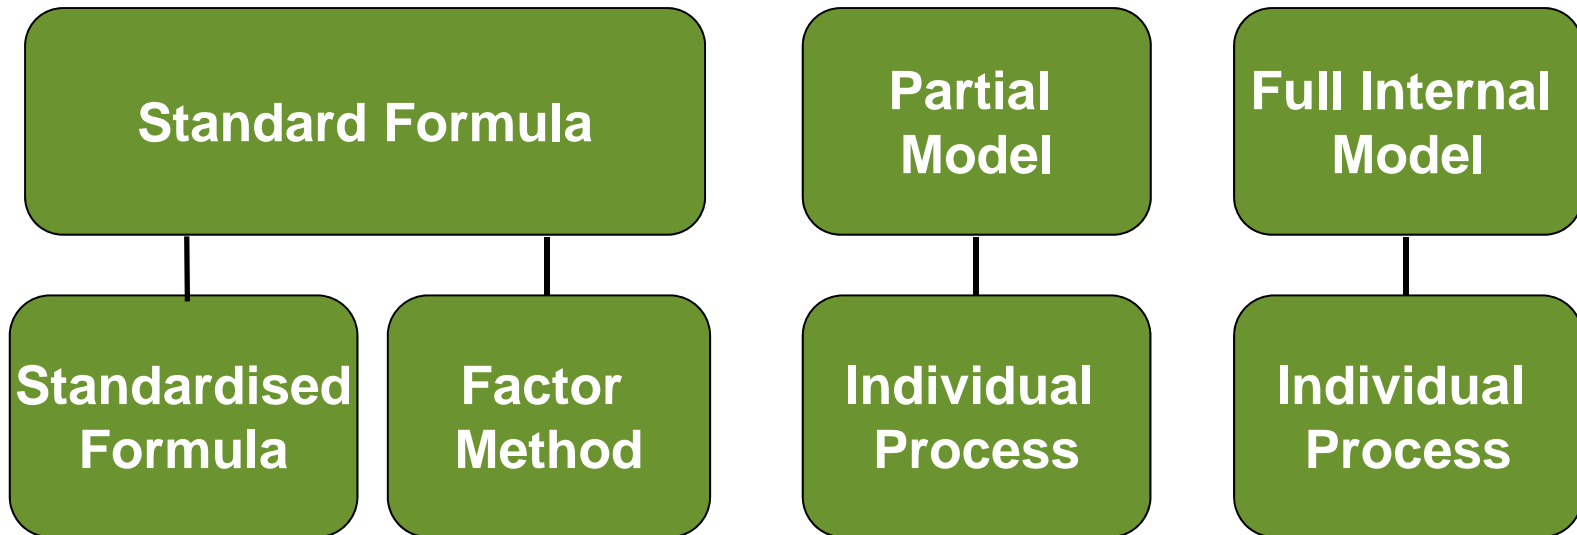 Standard Formula
Partial
Model
Full Internal
Model
Standardised
Formula
Factor
Method
Individual
Process
Individual
Process